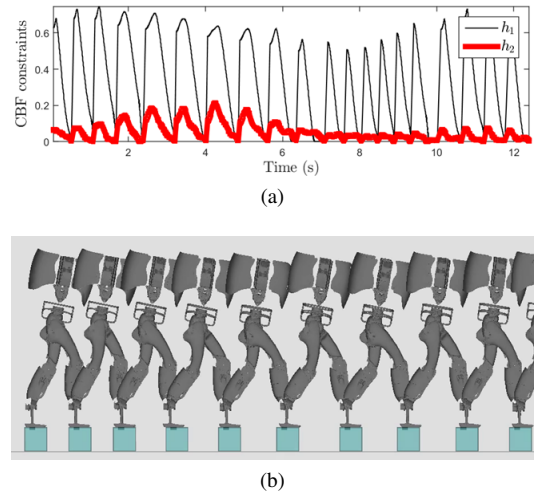 CBF constraints
0.6
0.4
0.2
0
h₁
h₂
2 4 6 8 10 12
Time (s)
(a)
(b)